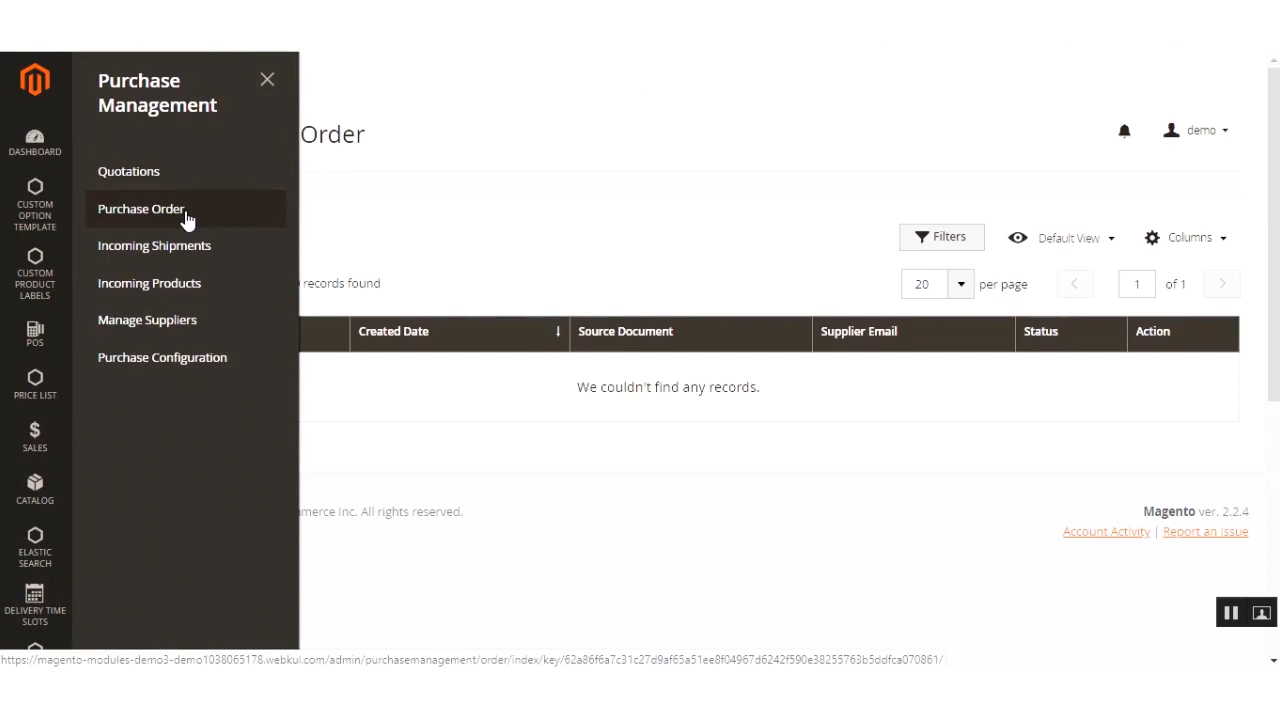 Purchase
Management
Quotations
Purchase Order
Incoming Shipments
Incoming Products
Manage Suppliers
Purchase Configuration
DASHBOARD
CUSTOM
OPTION
TEMPLATE
CUSTOM
PRODUCT
LABELS
POS
PRICE LIST
$
SALES
CATALOG
ELASTIC
SEARCH
DELIVERY TIME
SLOTS
Order
demo
Filters
Default View
Columns
records found
20
per page
1
of 1
Created Date
Source Document
Supplier Email
Status
Action
We couldn't find any records.
merce Inc. All rights reserved.
Magento ver. 2.2.4
Account Activity | Report an Issue
https://magento-modules-demo3-demo1038065178.webkul.com/admin/purchasemanagement/order/index/key/62a86f6a7c31c27d9af65a51ee8f04967d6242f590e38255763b5ddfca070861/